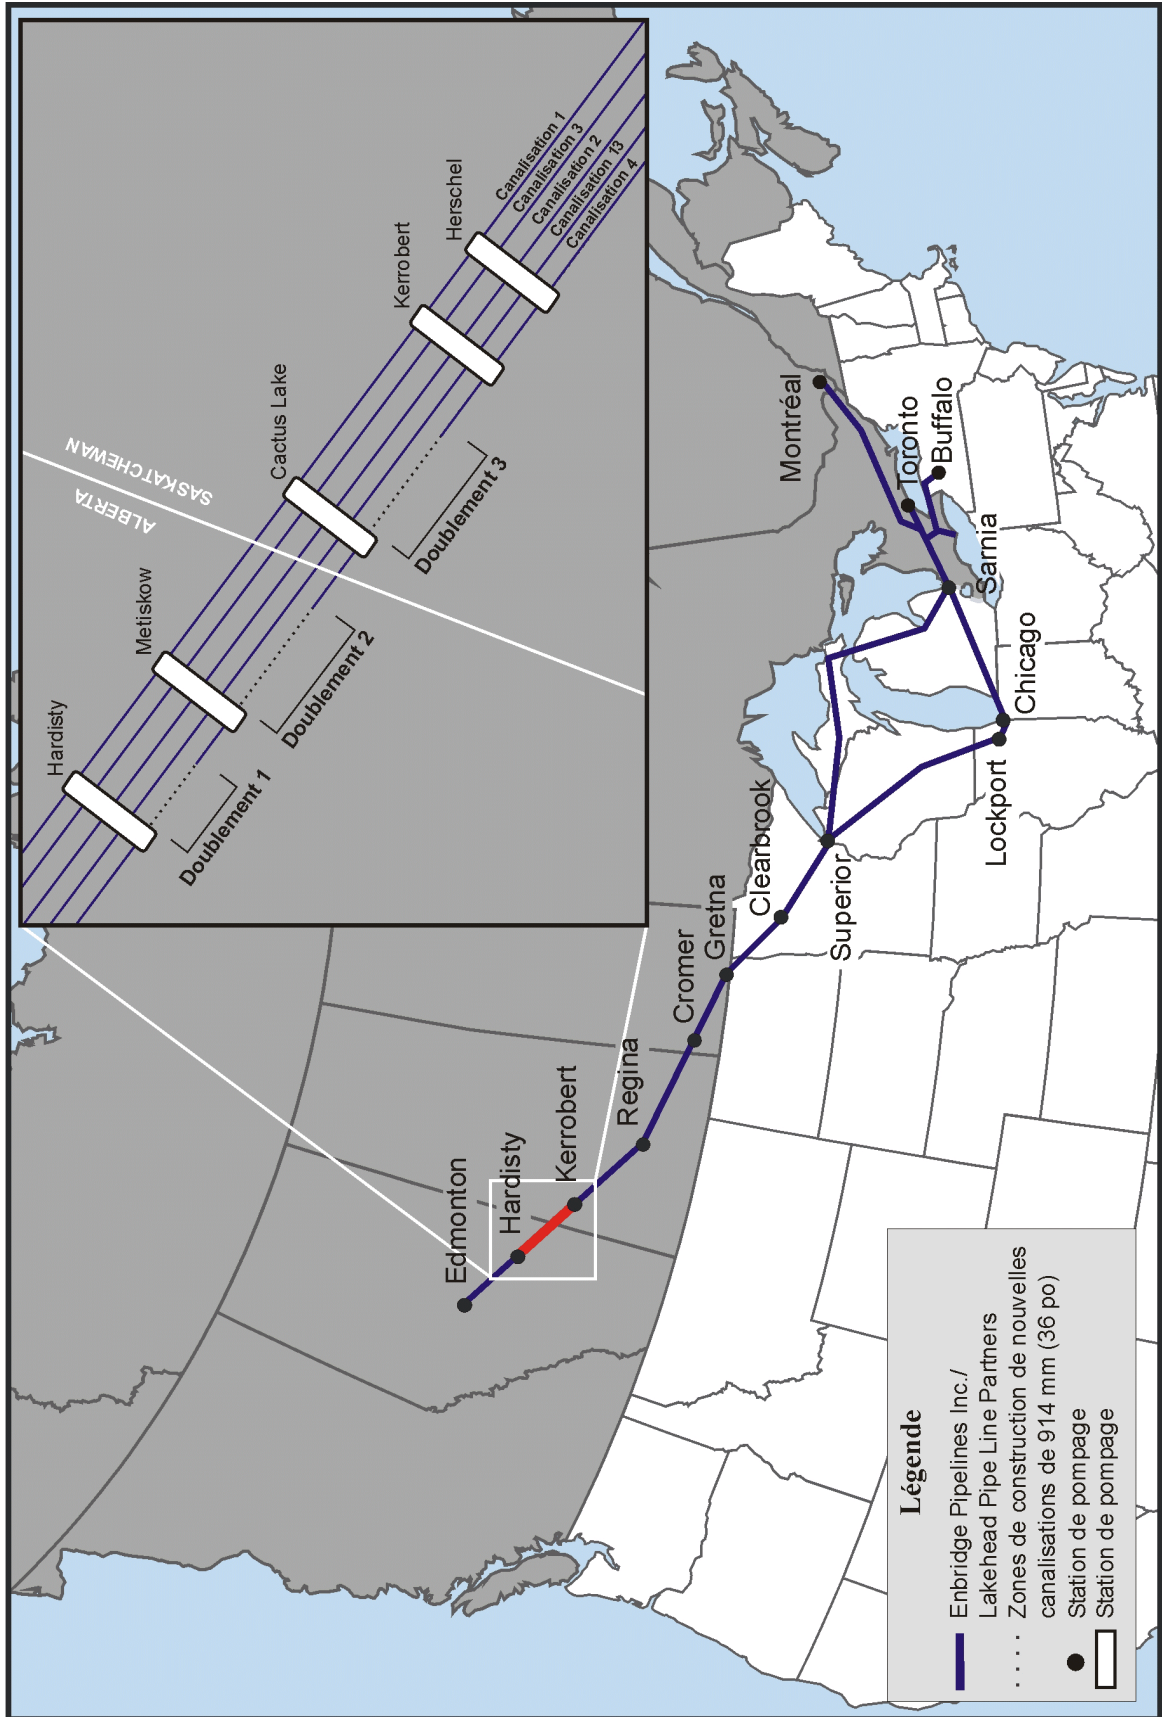 Hardisty
Metiskow
Cactus Lake
Kerrobert
Herschel
Canalisation 1
Canalisation 3
Canalisation 2
Canalisation 13
Canalisation 4
ALBERTA
SASKATCHEWAN
Doublement 1
Doublement 2
Doublement 3
Edmonton
Hardisty
Kerrobert
Regina
Cromer
Gretna
Clearbrook
Superior
Lockport
Chicago
Sarnia
Toronto
Buffalo
Montréal
Légende
Enbridge Pipelines Inc./
Lakehead Pipe Line Partners
Zones de construction de nouvelles
canalisations de 914 mm (36 po)
Station de pompage
Station de pompage